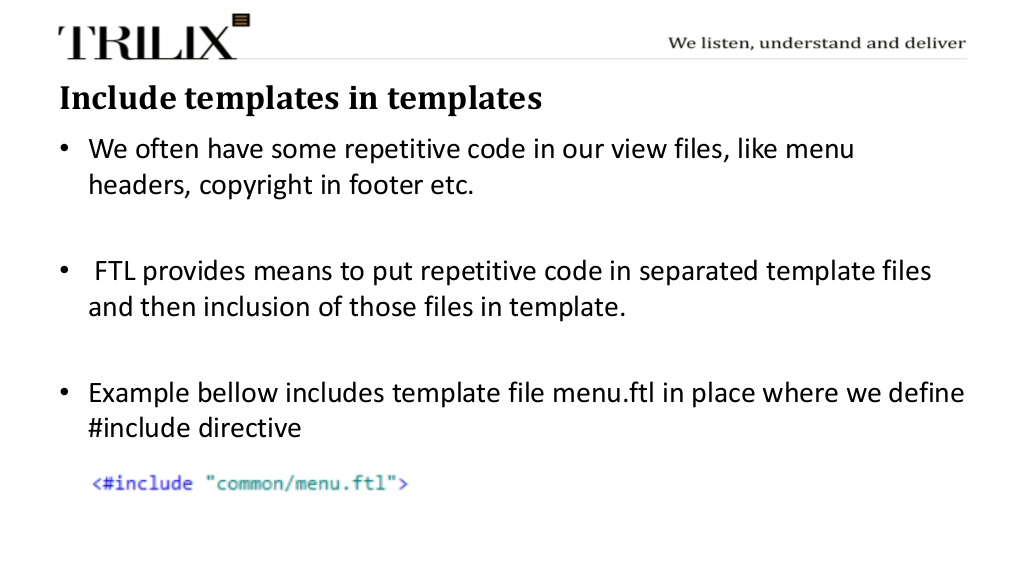 TRILIX
We listen, understand and deliver
Include templates in templates
• We often have some repetitive code in our view files, like menu
headers, copyright in footer etc.
• FTL provides means to put repetitive code in separated template files
and then inclusion of those files in template.
• Example bellow includes template file menu.ftl in place where we define
#include directive
<#include "common/menu.ftl">